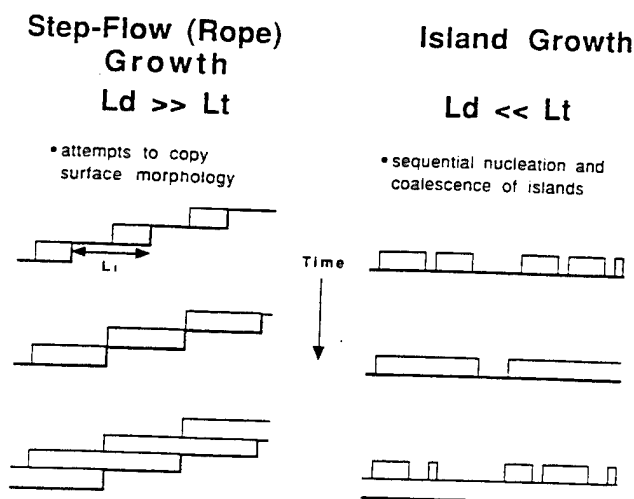 Step-Flow (Rope)
Growth
Ld >> Lt
• attempts to copy
surface morphology
Lt
Island Growth
Ld << Lt
• sequential nucleation and
coalescence of islands
Time